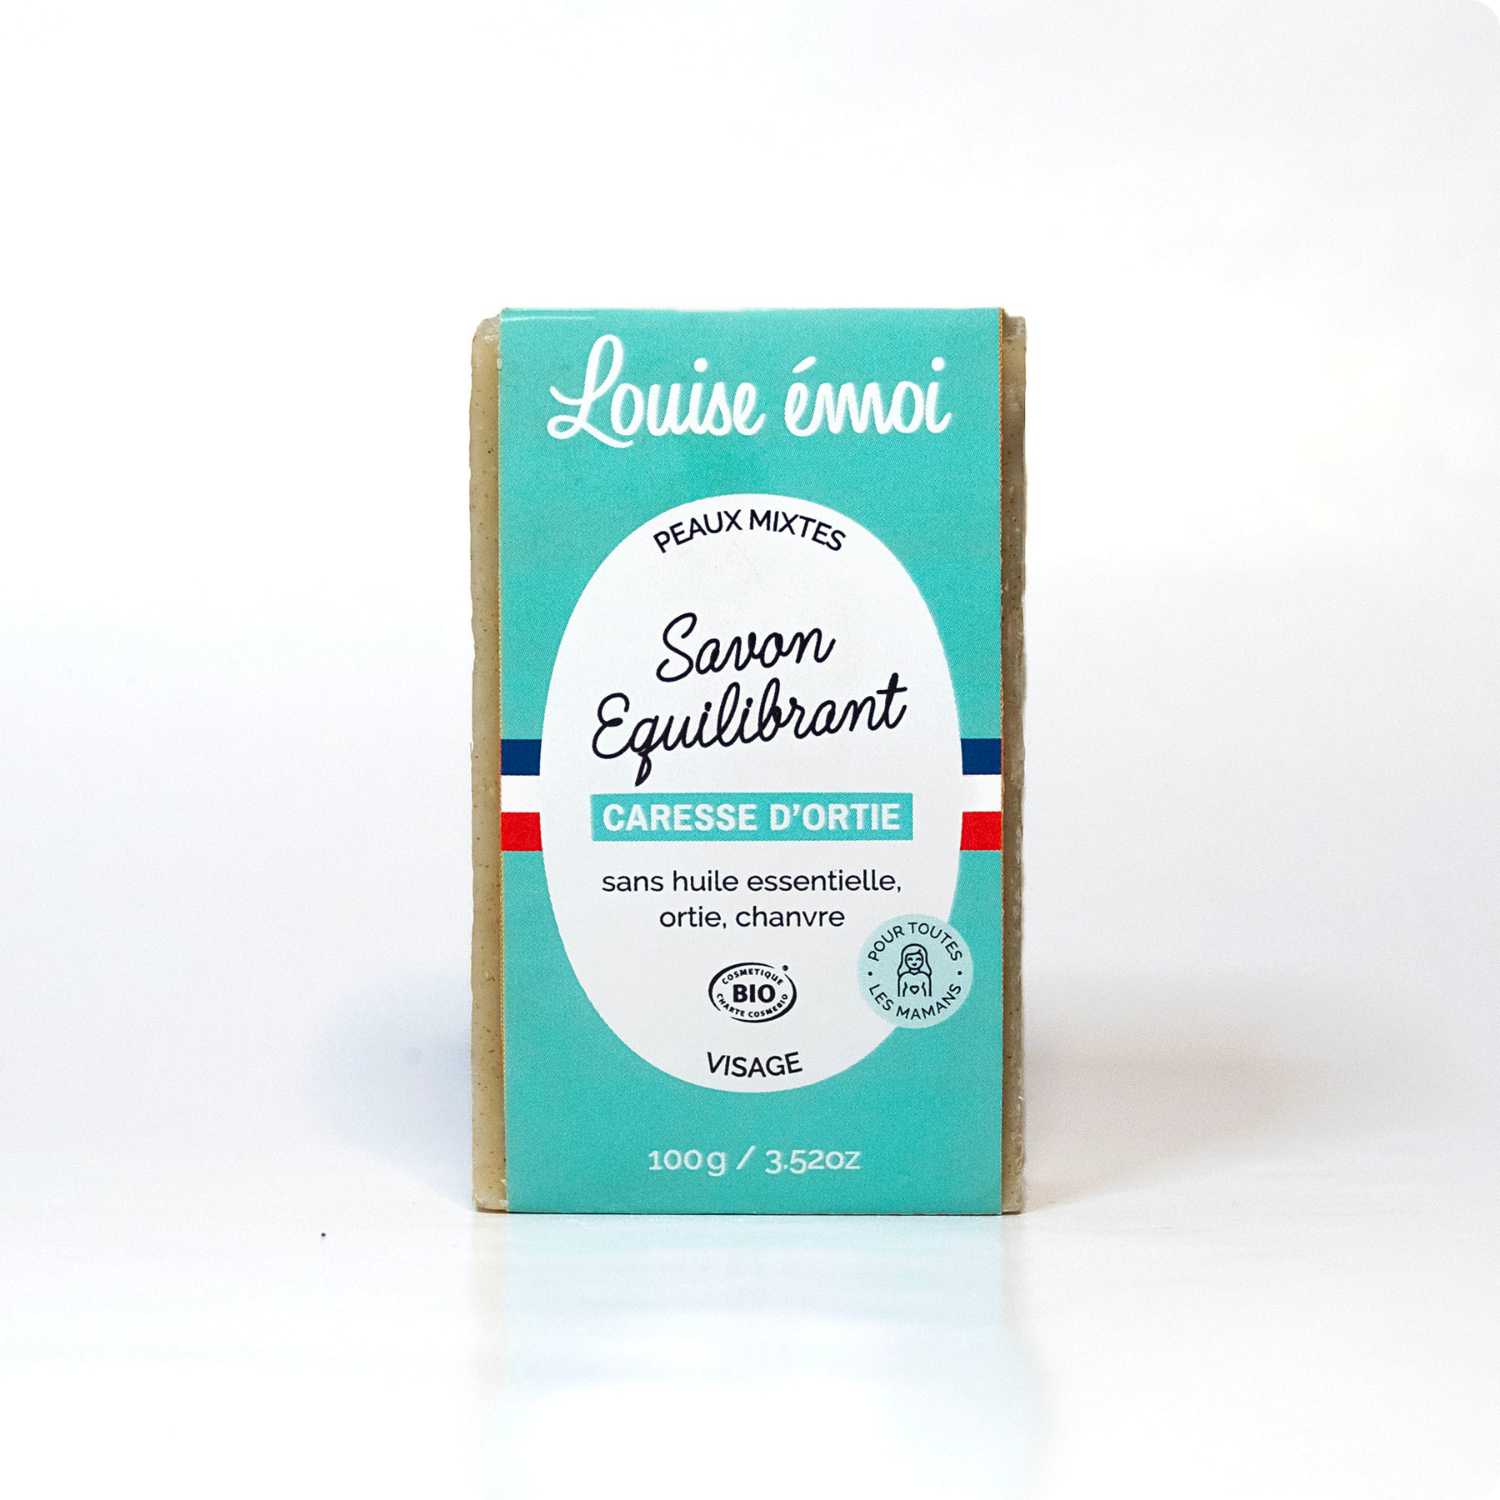 Louise émoi
PEAUX MIXTES
Savon
Equilibrant
CARESSE D'ORTIE
sans huile essentielle,
ortie, chanvre
POUR TOUTES
LES MAMANS
COSMETIQUE
BIO
CHARTE COSMEBIO
VISAGE
100g / 3.52oz